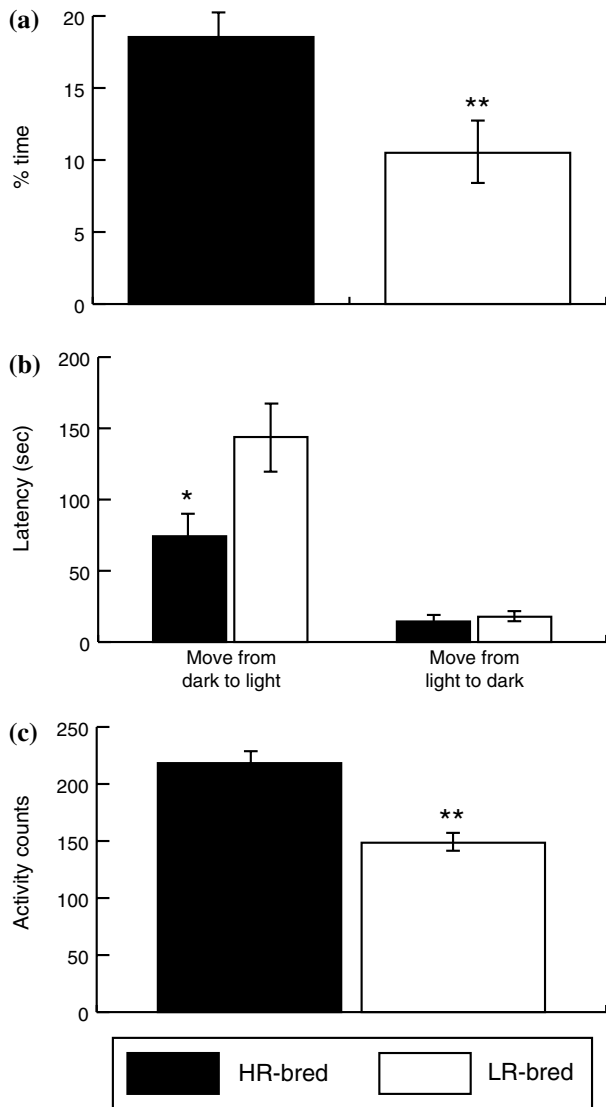 (a)
20
15
10
5
0
% time
**
(b)
200
150
100
50
0
Latency (sec)
*
Move from
dark to light
Move from
light to dark
(c)
250
200
150
100
50
0
Activity counts
**
HR-bred
LR-bred